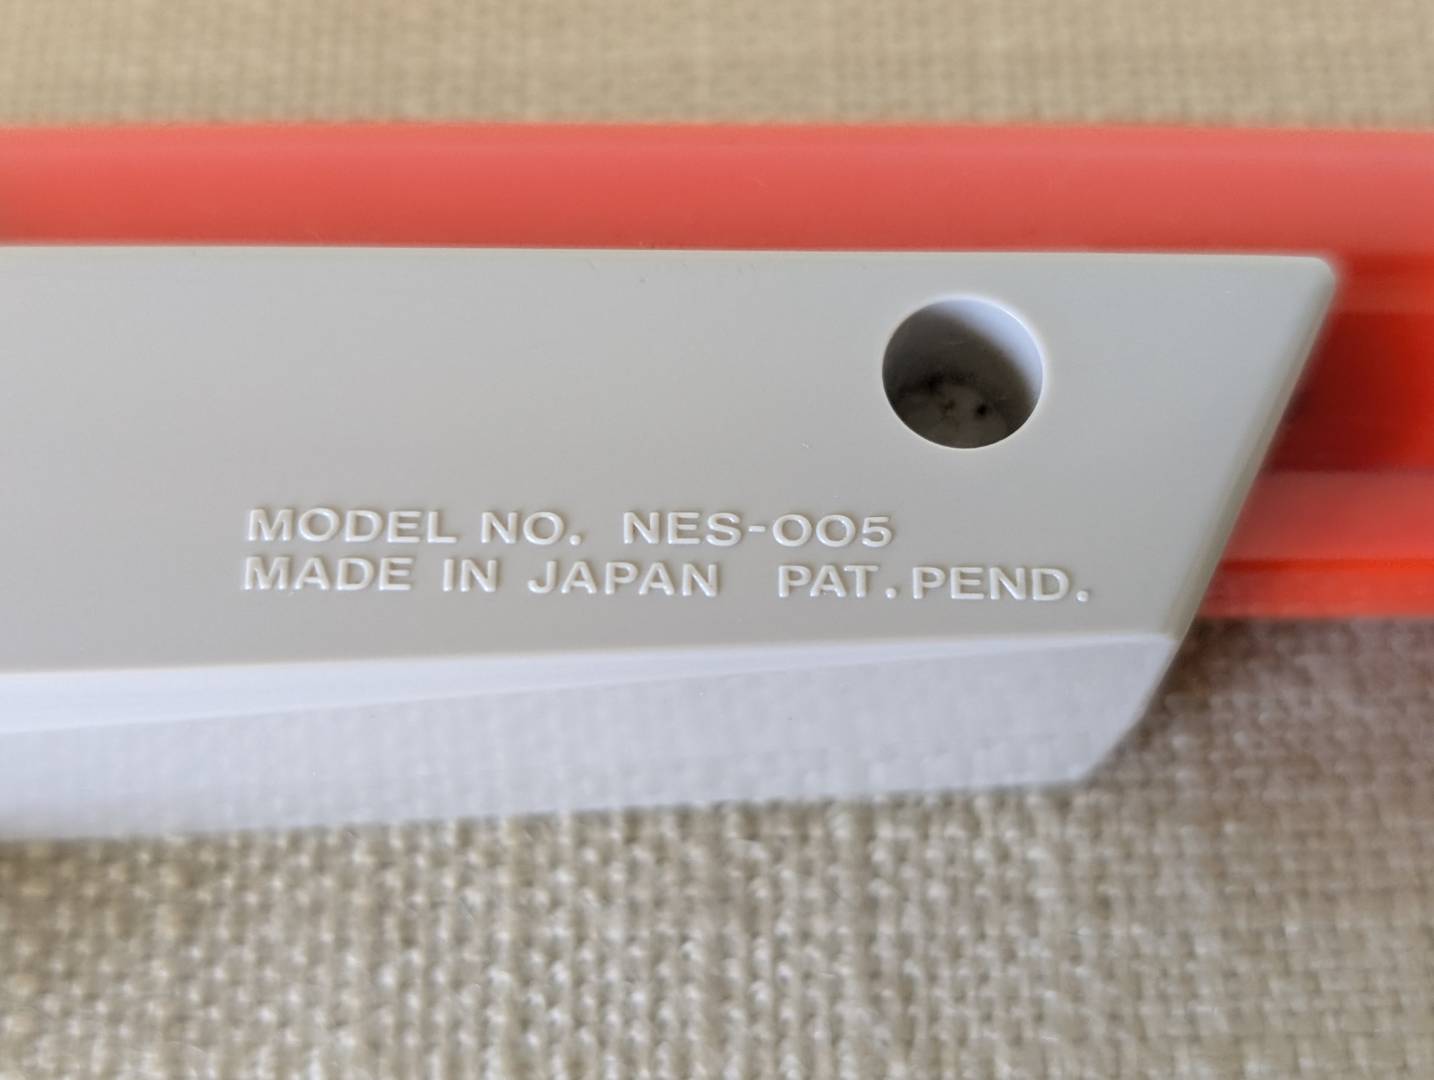 MODEL NO. NES-005
MADE IN JAPAN PAT.PEND.